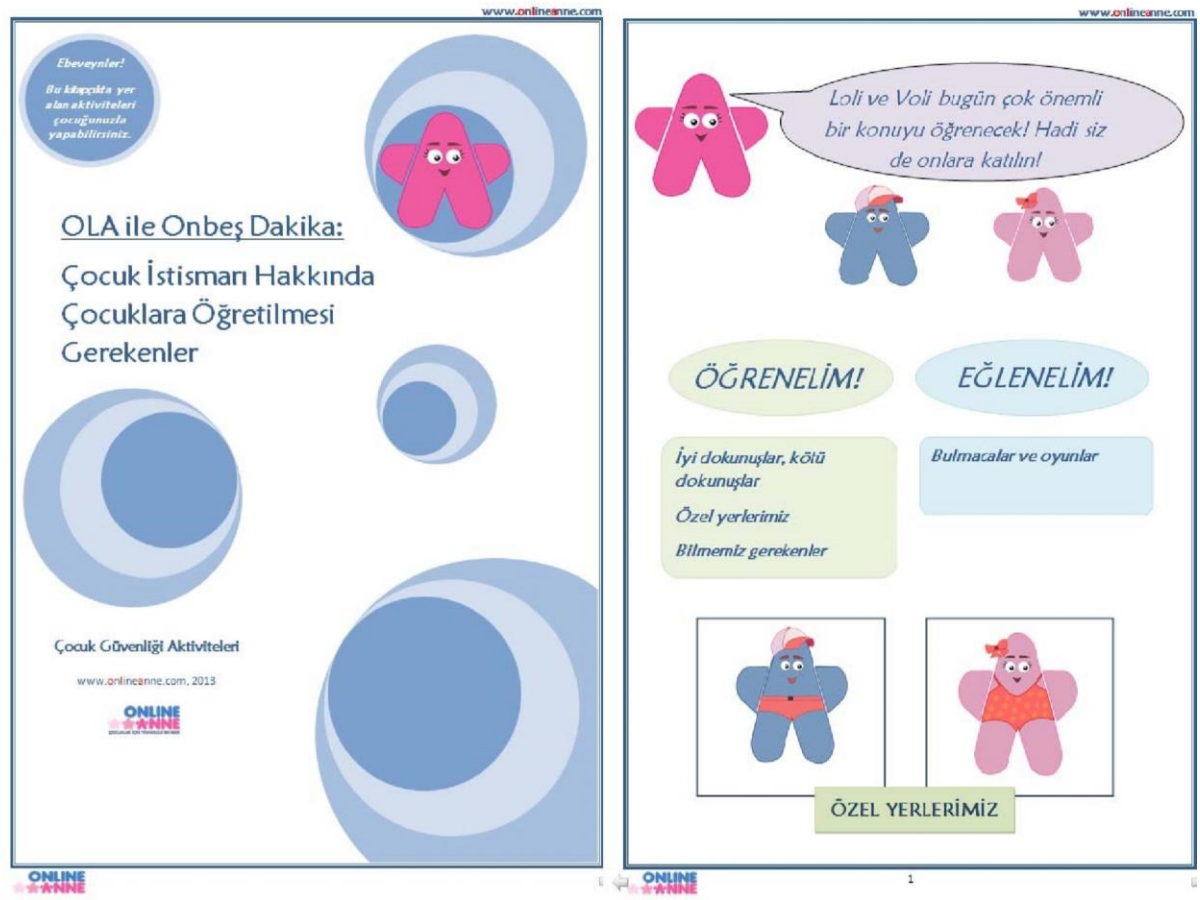 www.onlineanne.com
Ebeveynler!
Bu kitapçıkta yer
alan aktiviteleri
çocuğunuzla
yapabilirsiniz.
OLA ile Onbeş Dakika:
Çocuk İstismarı Hakkında
Çocuklara Öğretilmesi
Gerekenler
Çocuk Güvenliği Aktiviteleri
www.onlineanne.com, 2013
ONLINE
ANNE
ONLINE
ANNE
www.onlineanne.com
Loli ve Voli bugün çok önemli
bir konuyu öğrenecek! Hadi siz
de onlara katılın!
ÖĞRENELİM!
EĞLENELİM!
İyi dokunuşlar, kötü
dokunuşlar
Özel yerlerimiz
Bilmemiz gerekenler
Bulmacalar ve oyunlar
ÖZEL YERLERİMİZ
ONLINE
ANNE
1